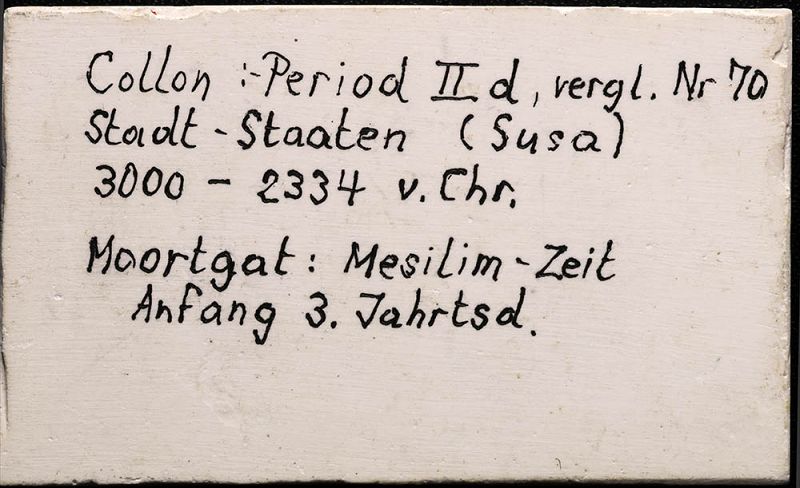 Collon :-Period II d, vergl. Nr 70
Stadt-Staaten (Susa)
3000 - 2334 v. Chr.
Moortgat: Mesilim-Zeit
Anfang 3. Jahrtsd.